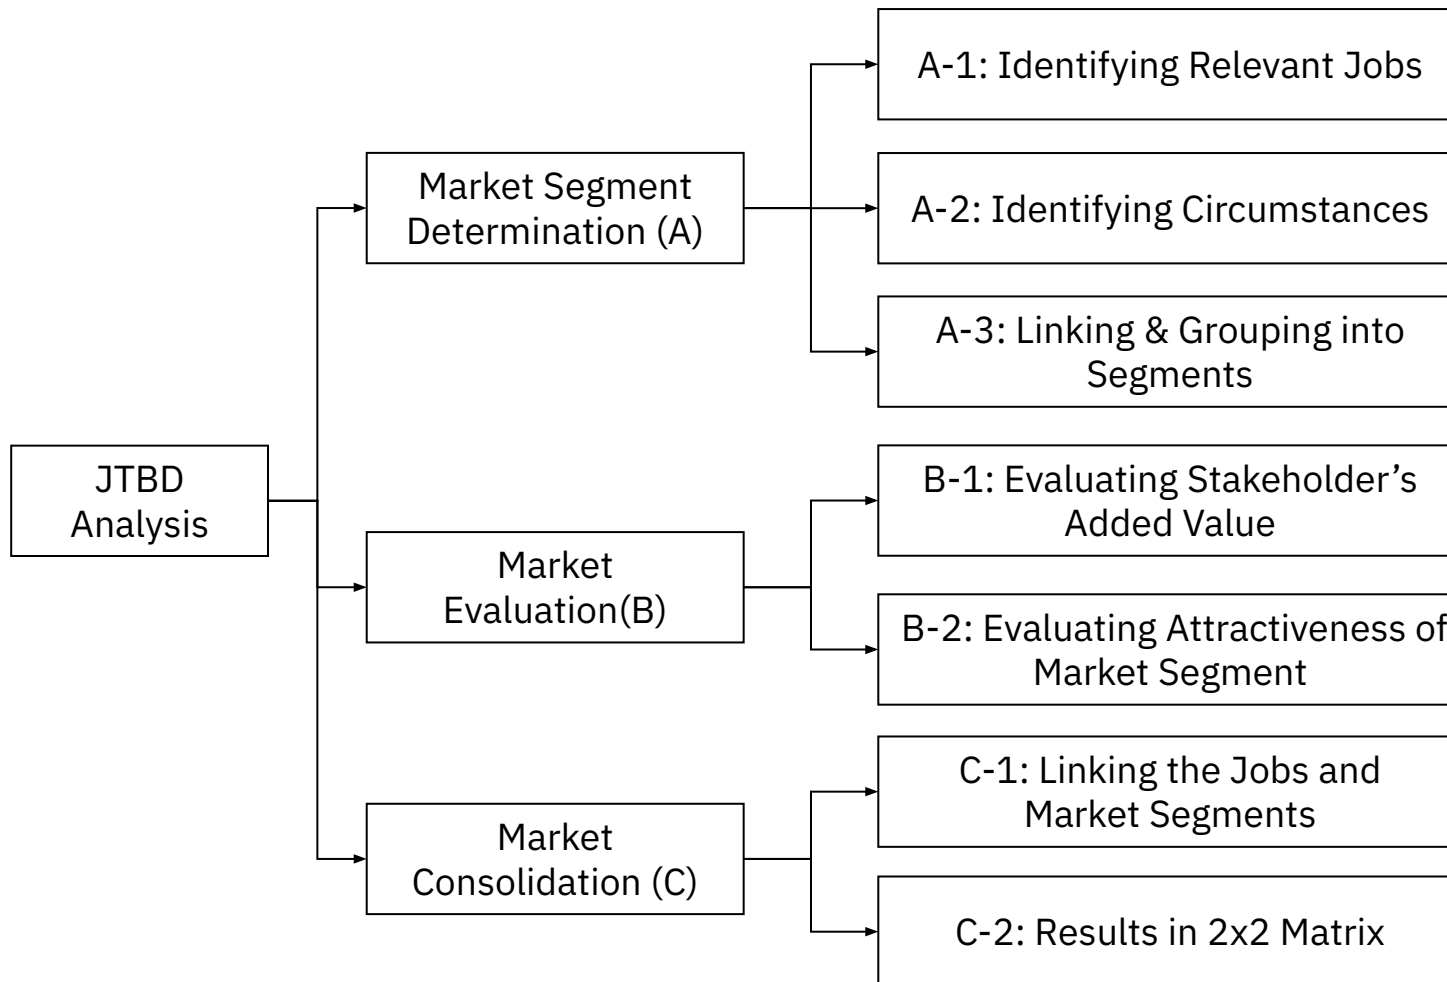 JTBD
Analysis
Market Segment
Determination (A)
A-1: Identifying Relevant Jobs
A-2: Identifying Circumstances
A-3: Linking & Grouping into
Segments
Market
Evaluation(B)
B-1: Evaluating Stakeholder’s
Added Value
B-2: Evaluating Attractiveness of
Market Segment
Market
Consolidation (C)
C-1: Linking the Jobs and
Market Segments
C-2: Results in 2x2 Matrix